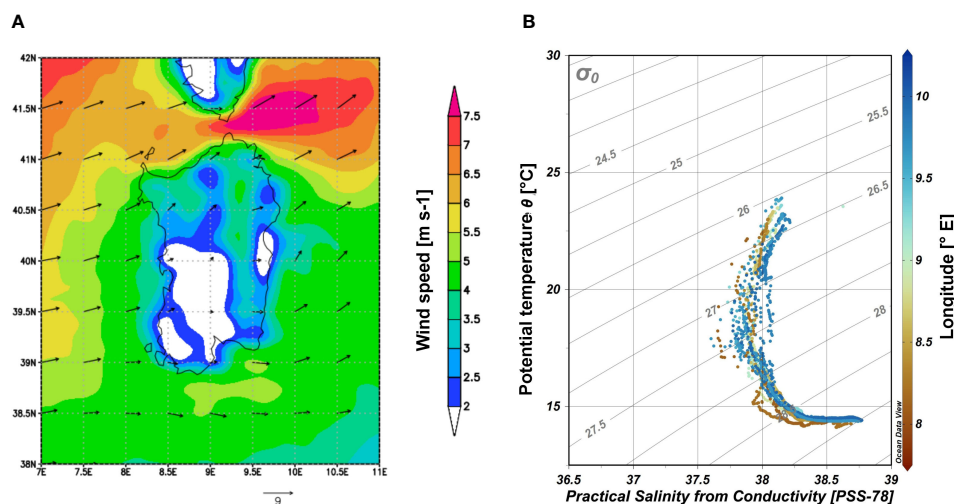 A
B
42N
41.5N
41N
40.5N
40N
39.5N
39N
38.5N
38N
7E 7.5E 8E 8.5E 9E 9.5E 10E 10.5E 11E
9
Wind speed [m s-1]
7.5
7
6.5
6
5.5
5
4.5
4
3.5
3
2.5
2
σ0
Potential temperature θ [°C]
30
25
20
15
24.5
25
25.5
26
26.5
27
27.5
28
36.5 37 37.5 38 38.5 39
Practical Salinity from Conductivity [PSS-78]
Ocean Data View
Longitude [° E]
10
9.5
9
8.5
8